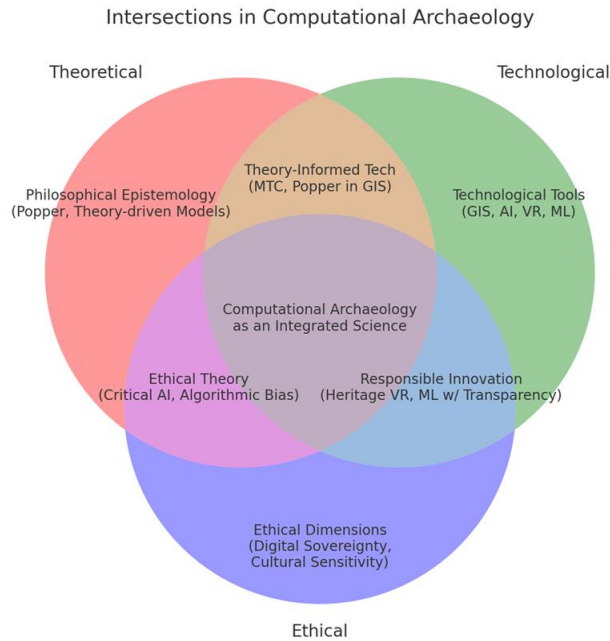 Intersections in Computational Archaeology
Theoretical
Technological
Theory-Informed Tech
(MTC, Popper in GIS)
Philosophical Epistemology
(Popper, Theory-driven Models)
Technological Tools
(GIS, AI, VR, ML)
Computational Archaeology
as an Integrated Science
Ethical Theory
(Critical AI, Algorithmic Bias)
Responsible Innovation
(Heritage VR, ML w/ Transparency)
Ethical Dimensions
(Digital Sovereignty,
Cultural Sensitivity)
Ethical